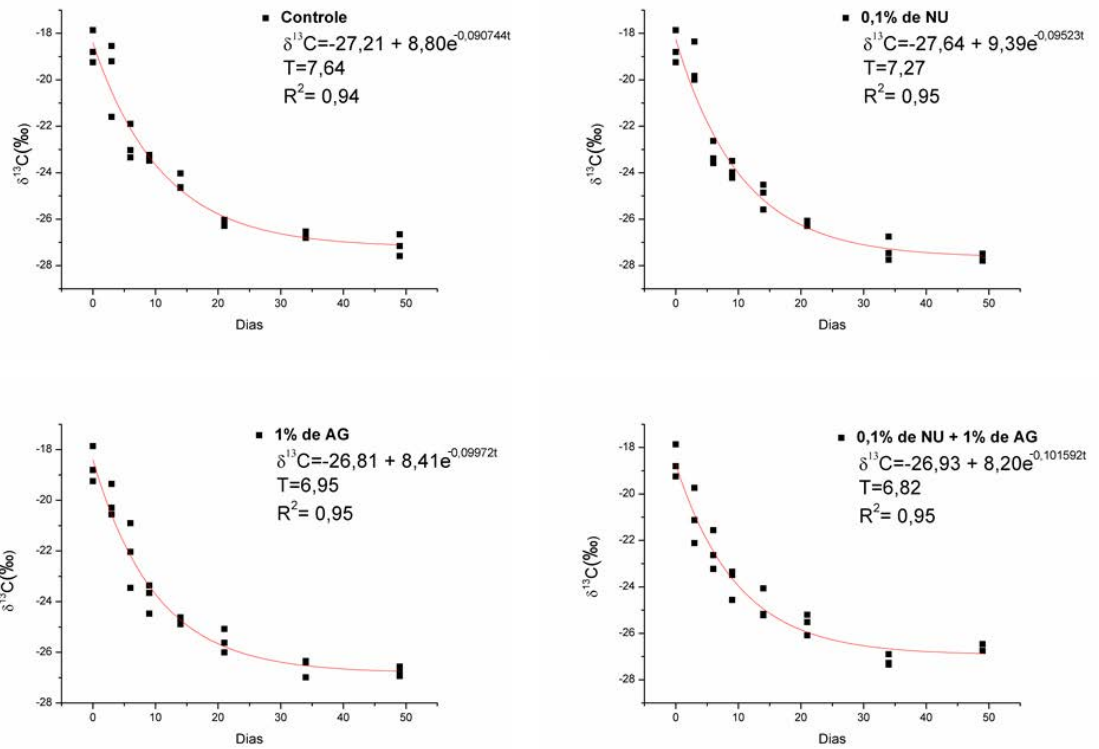 Controle
δ¹³C=-27,21 + 8,80e^-0,090744t
T=7,64
R²= 0,94
-18
-20
-22
-24
-26
-28
δ¹³C(‰)
0 10 20 30 40 50
Dias
0,1% de NU
δ¹³C=-27,64 + 9,39e^-0,09523t
T=7,27
R²= 0,95
-18
-20
-22
-24
-26
-28
δ¹³C(‰)
0 10 20 30 40 50
Dias
1% de AG
δ¹³C=-26,81 + 8,41e^-0,09972t
T=6,95
R²= 0,95
-18
-20
-22
-24
-26
-28
δ¹³C(‰)
0 10 20 30 40 50
Dias
0,1% de NU + 1% de AG
δ¹³C=-26,93 + 8,20e^-0,101592t
T=6,82
R²= 0,95
-18
-20
-22
-24
-26
-28
δ¹³C(‰)
0 10 20 30 40 50
Dias